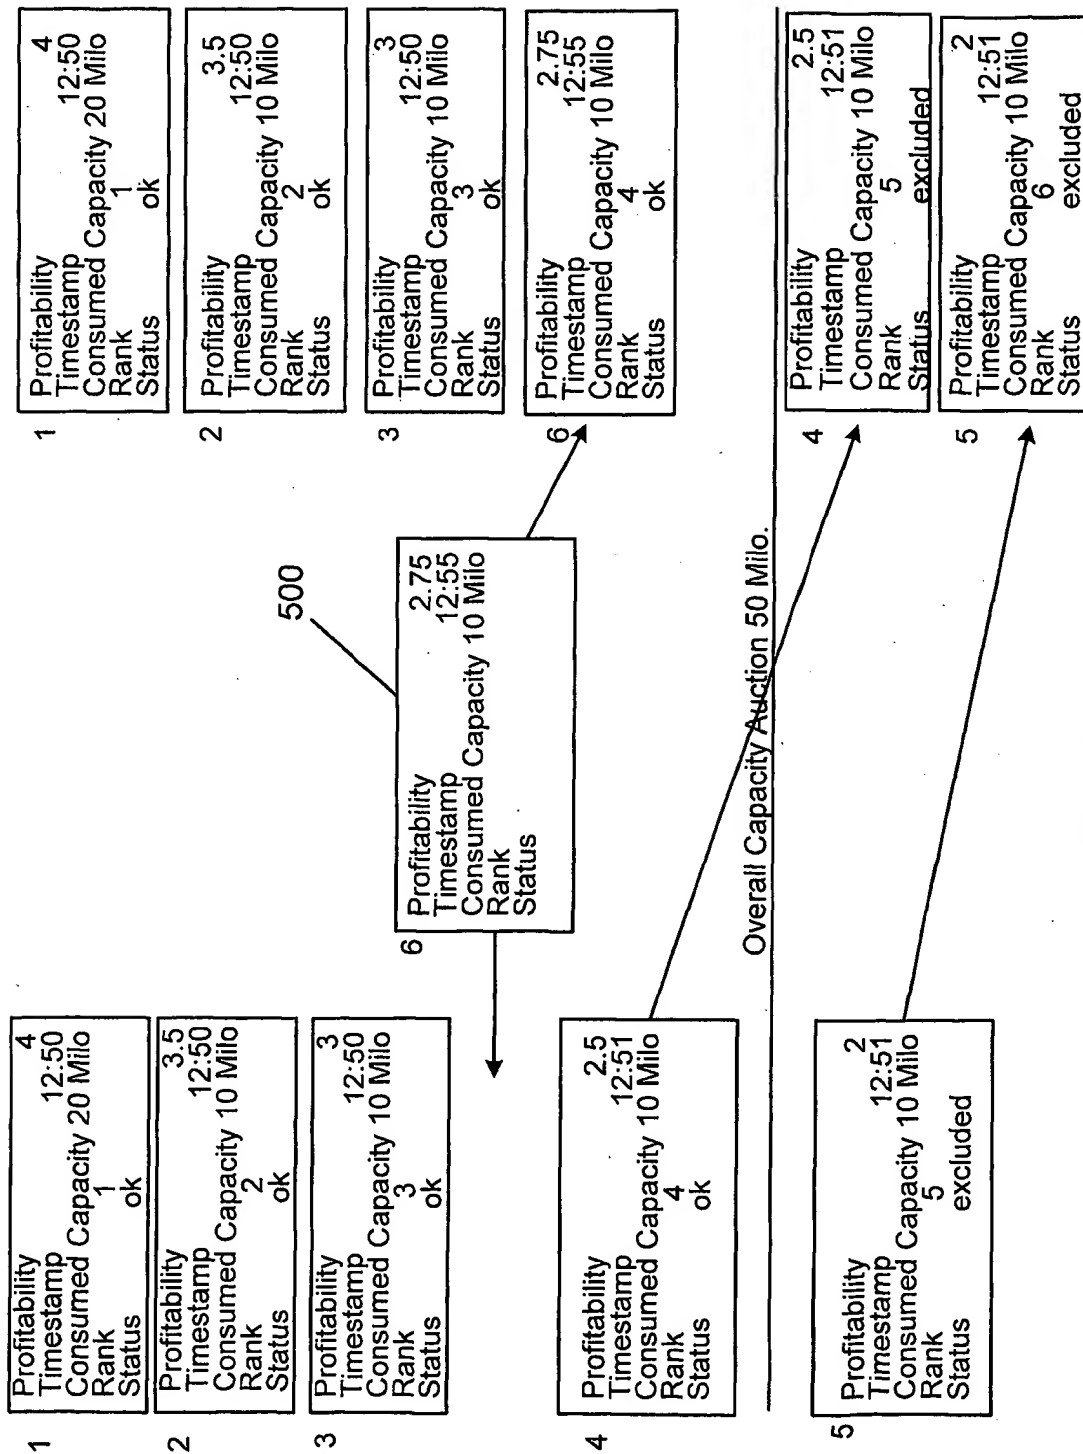 1
Profitability 4
Timestamp 12:50
Consumed Capacity 20 Milo
Rank 1
Status ok
2
Profitability 3.5
Timestamp 12:50
Consumed Capacity 10 Milo
Rank 2
Status ok
3
Profitability 3
Timestamp 12:50
Consumed Capacity 10 Milo
Rank 3
Status ok
4
Profitability 2.5
Timestamp 12:51
Consumed Capacity 10 Milo
Rank 4
Status ok
5
Profitability 2
Timestamp 12:51
Consumed Capacity 10 Milo
Rank 5
Status excluded
500
6
Profitability 2.75
Timestamp 12:55
Consumed Capacity 10 Milo
Rank
Status
Overall Capacity Auction 50 Milo.
1
Profitability 4
Timestamp 12:50
Consumed Capacity 20 Milo
Rank 1
Status ok
2
Profitability 3.5
Timestamp 12:50
Consumed Capacity 10 Milo
Rank 2
Status ok
3
Profitability 3
Timestamp 12:50
Consumed Capacity 10 Milo
Rank 3
Status ok
6
Profitability 2.75
Timestamp 12:55
Consumed Capacity 10 Milo
Rank 4
Status ok
4
Profitability 2.5
Timestamp 12:51
Consumed Capacity 10 Milo
Rank 5
Status excluded
5
Profitability 2
Timestamp 12:51
Consumed Capacity 10 Milo
Rank 6
Status excluded